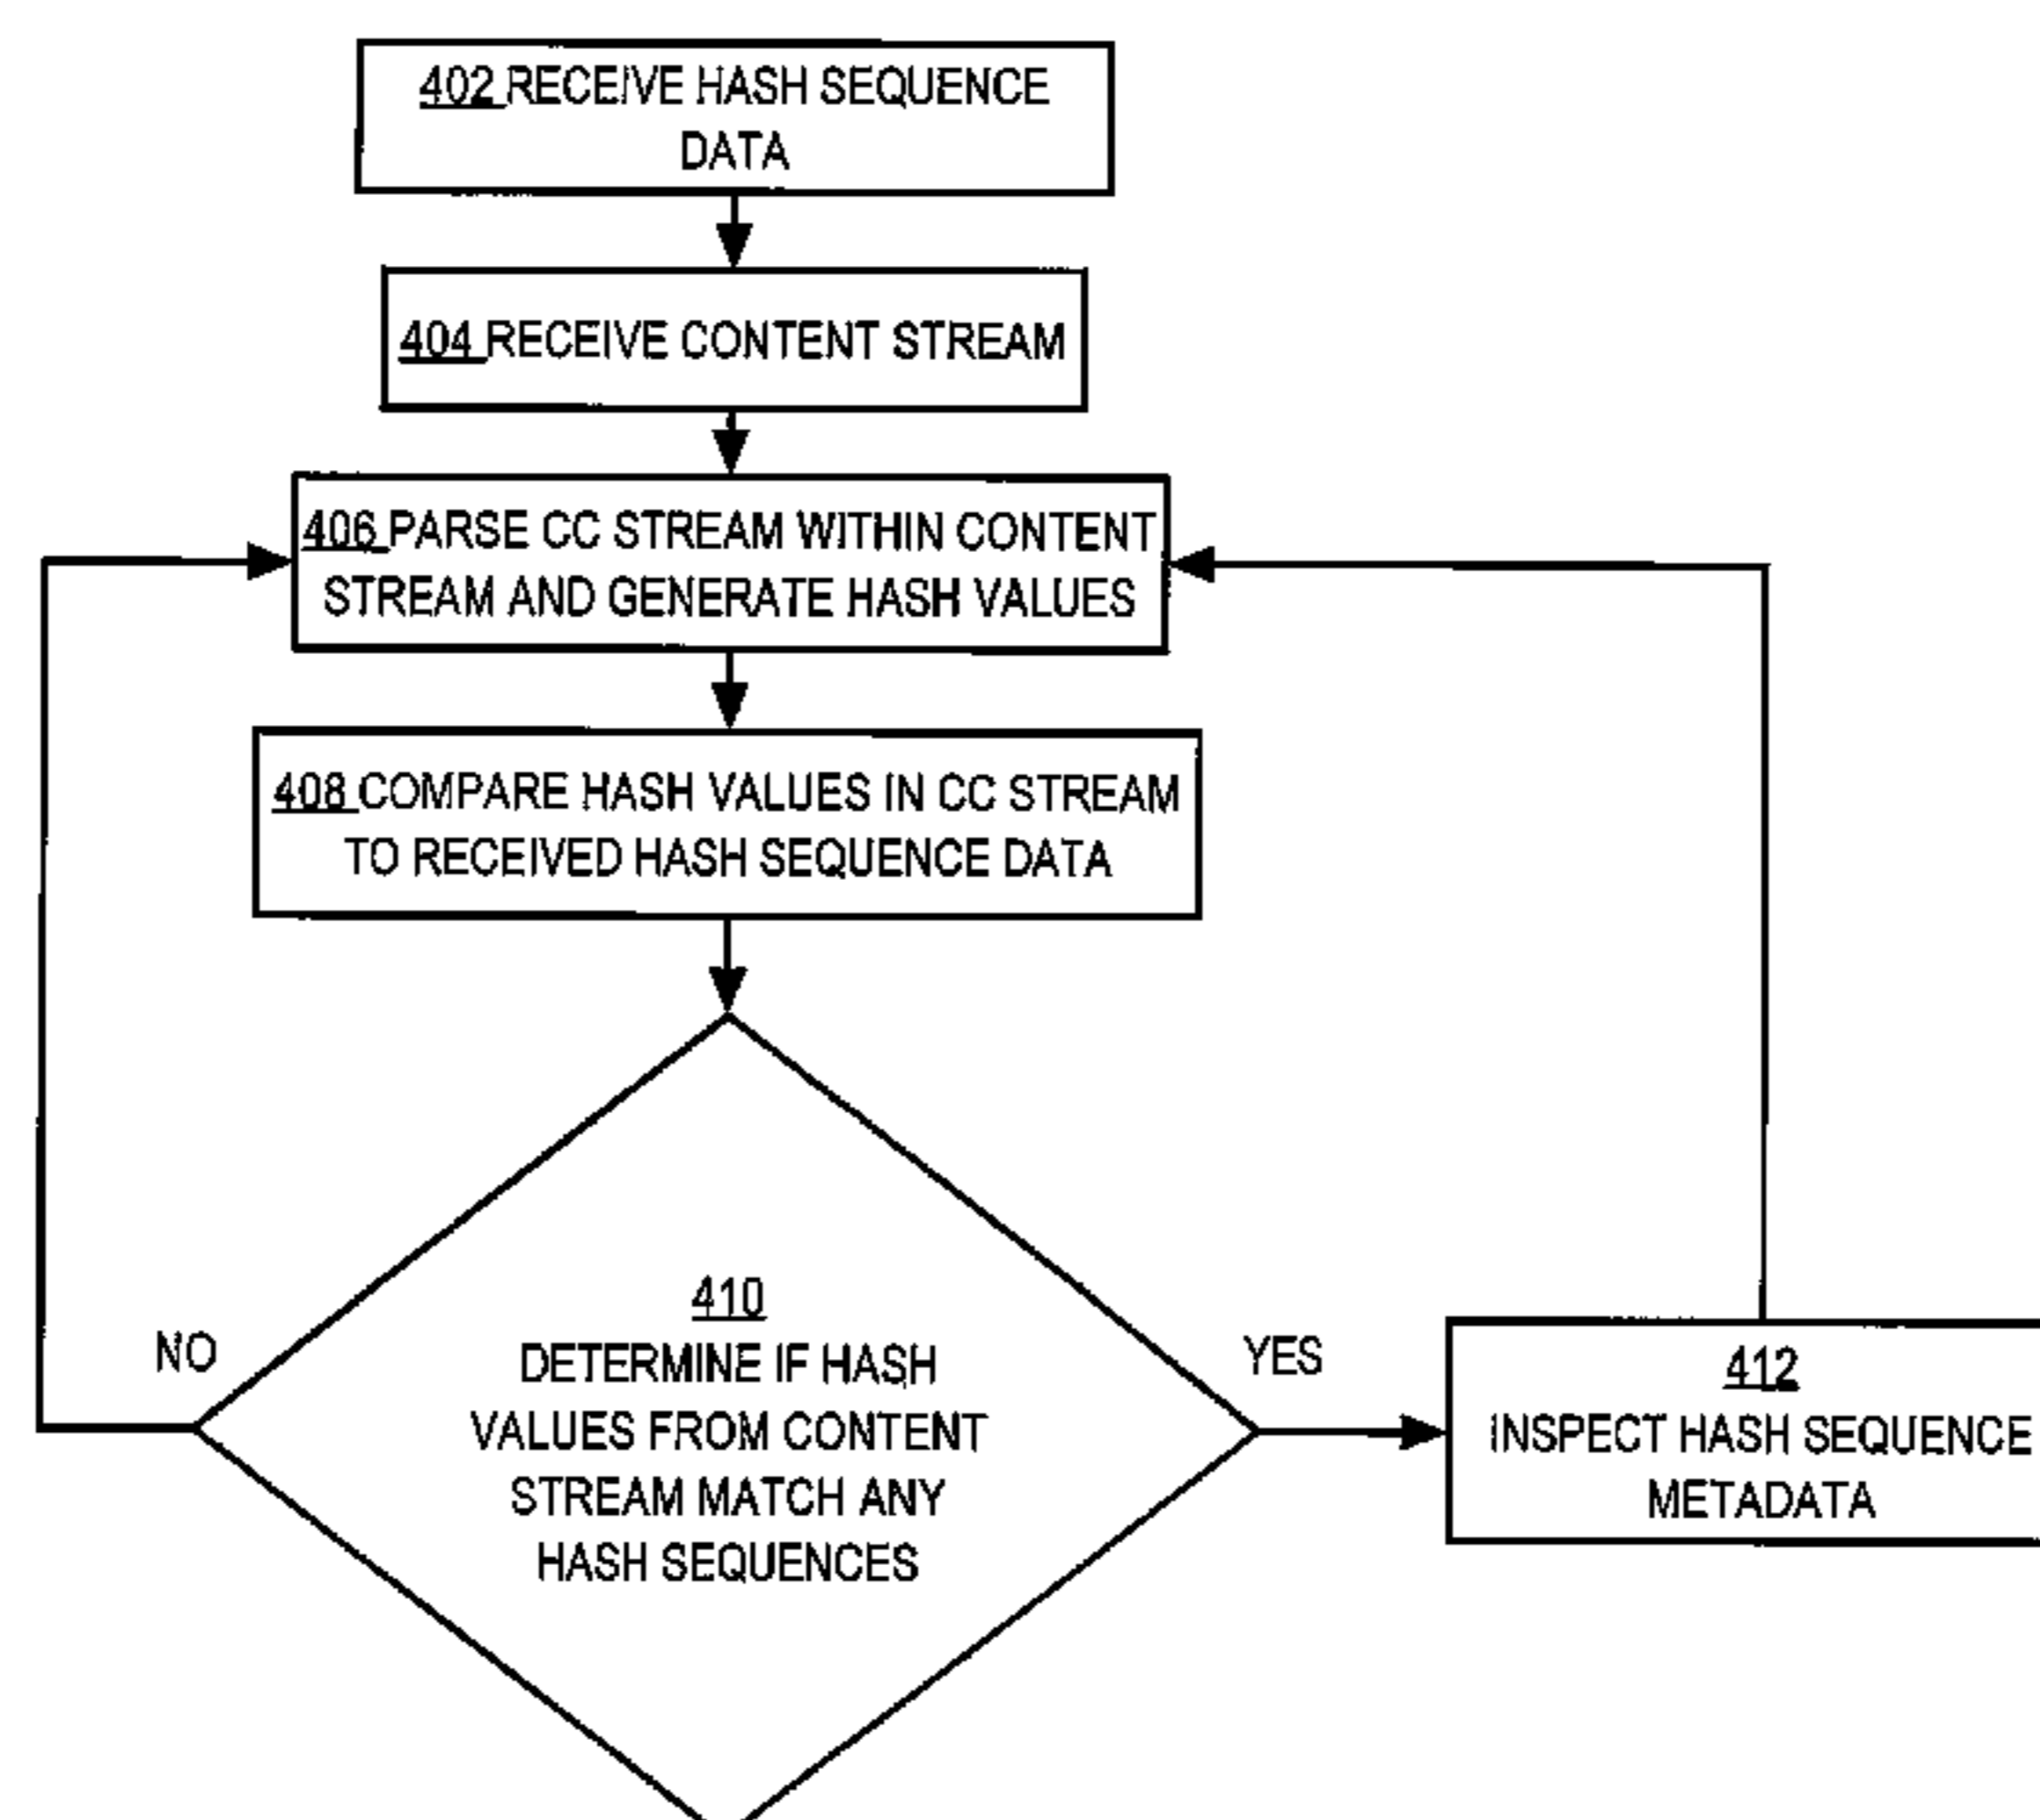 402 RECEIVE HASH SEQUENCE
DATA
404 RECEIVE CONTENT STREAM
406 PARSE CC STREAM WITHIN CONTENT
STREAM AND GENERATE HASH VALUES
408 COMPARE HASH VALUES IN CC STREAM
TO RECEIVED HASH SEQUENCE DATA
410
DETERMINE IF HASH
VALUES FROM CONTENT
STREAM MATCH ANY
HASH SEQUENCES
NO
YES
412
INSPECT HASH SEQUENCE
METADATA